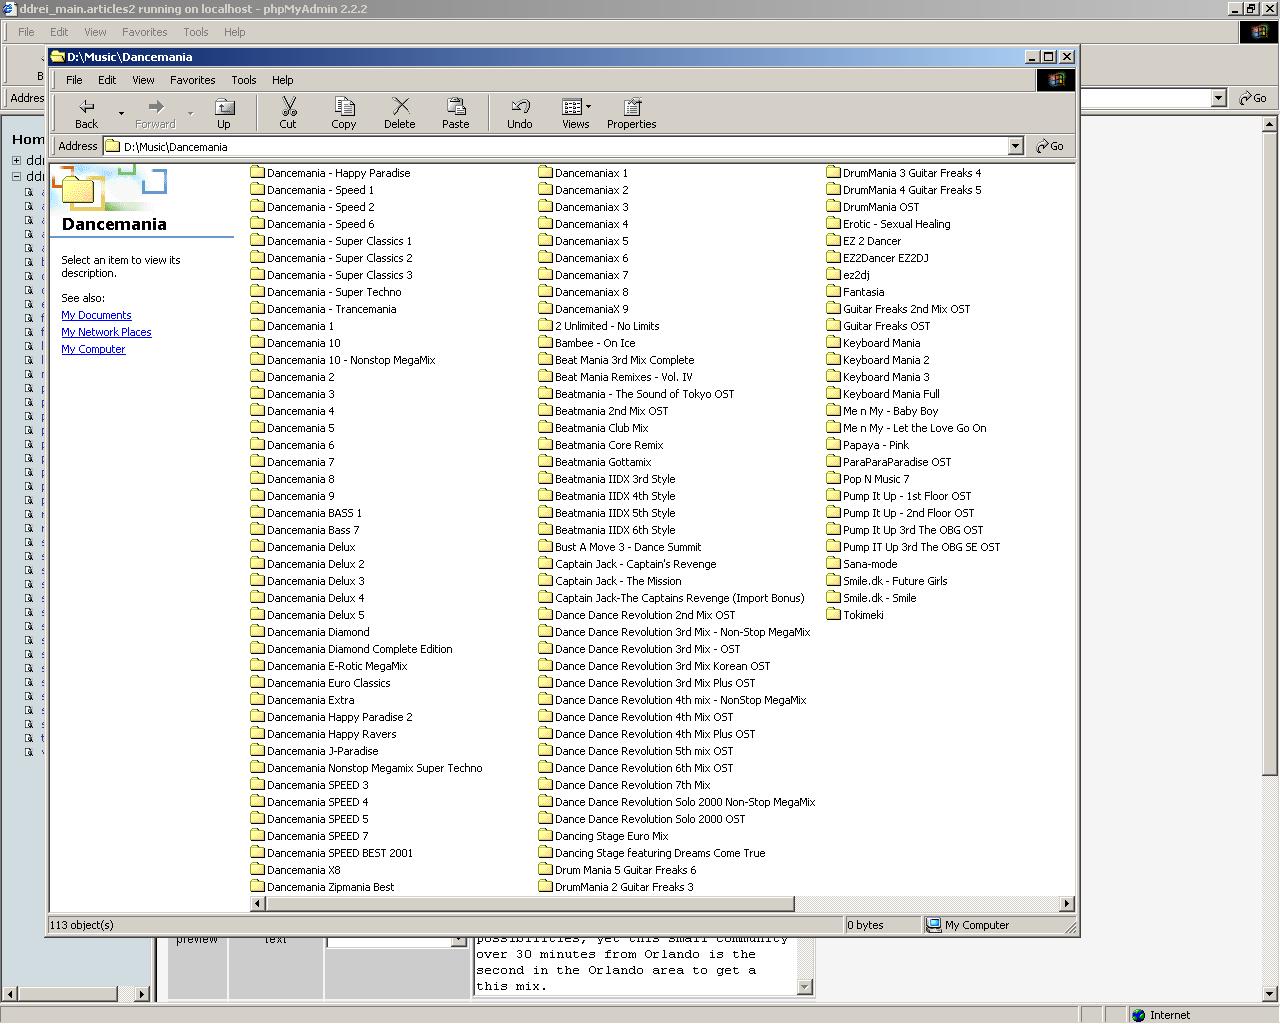 ddrei_main.articles2 running on localhost - phpMyAdmin 2.2.2
File Edit View Favorites Tools Help
D:\Music\Dancemania
File Edit View Favorites Tools Help
Back Forward Up Cut Copy Delete Paste Undo Views Properties
Address D:\Music\Dancemania Go
Go
Dancemania
Select an item to view its
description.
See also:
My Documents
My Network Places
My Computer
Dancemania - Happy Paradise
Dancemania - Speed 1
Dancemania - Speed 2
Dancemania - Speed 6
Dancemania - Super Classics 1
Dancemania - Super Classics 2
Dancemania - Super Classics 3
Dancemania - Super Techno
Dancemania - Trancemania
Dancemania 1
Dancemania 10
Dancemania 10 - Nonstop MegaMix
Dancemania 2
Dancemania 3
Dancemania 4
Dancemania 5
Dancemania 6
Dancemania 7
Dancemania 8
Dancemania 9
Dancemania BASS 1
Dancemania Bass 7
Dancemania Delux
Dancemania Delux 2
Dancemania Delux 3
Dancemania Delux 4
Dancemania Delux 5
Dancemania Diamond
Dancemania Diamond Complete Edition
Dancemania E-Rotic MegaMix
Dancemania Euro Classics
Dancemania Extra
Dancemania Happy Paradise 2
Dancemania Happy Ravers
Dancemania J-Paradise
Dancemania Nonstop Megamix Super Techno
Dancemania SPEED 3
Dancemania SPEED 4
Dancemania SPEED 5
Dancemania SPEED 7
Dancemania SPEED BEST 2001
Dancemania X8
Dancemania Zipmania Best
Dancemaniax 1
Dancemaniax 2
Dancemaniax 3
Dancemaniax 4
Dancemaniax 5
Dancemaniax 6
Dancemaniax 7
Dancemaniax 8
DancemaniaX 9
2 Unlimited - No Limits
Bambee - On Ice
Beat Mania 3rd Mix Complete
Beat Mania Remixes - Vol. IV
Beatmania - The Sound of Tokyo OST
Beatmania 2nd Mix OST
Beatmania Club Mix
Beatmania Core Remix
Beatmania Gottamix
Beatmania IIDX 3rd Style
Beatmania IIDX 4th Style
Beatmania IIDX 5th Style
Beatmania IIDX 6th Style
Bust A Move 3 - Dance Summit
Captain Jack - Captain's Revenge
Captain Jack - The Mission
Captain Jack-The Captains Revenge (Import Bonus)
Dance Dance Revolution 2nd Mix OST
Dance Dance Revolution 3rd Mix - Non-Stop MegaMix
Dance Dance Revolution 3rd Mix - OST
Dance Dance Revolution 3rd Mix Korean OST
Dance Dance Revolution 3rd Mix Plus OST
Dance Dance Revolution 4th mix - NonStop MegaMix
Dance Dance Revolution 4th Mix OST
Dance Dance Revolution 4th Mix Plus OST
Dance Dance Revolution 5th mix OST
Dance Dance Revolution 6th Mix OST
Dance Dance Revolution 7th Mix
Dance Dance Revolution Solo 2000 Non-Stop MegaMix
Dance Dance Revolution Solo 2000 OST
Dancing Stage Euro Mix
Dancing Stage featuring Dreams Come True
Drum Mania 5 Guitar Freaks 6
DrumMania 2 Guitar Freaks 3
DrumMania 3 Guitar Freaks 4
DrumMania 4 Guitar Freaks 5
DrumMania OST
Erotic - Sexual Healing
EZ 2 Dancer
EZ2Dancer EZ2DJ
ez2dj
Fantasia
Guitar Freaks 2nd Mix OST
Guitar Freaks OST
Keyboard Mania
Keyboard Mania 2
Keyboard Mania 3
Keyboard Mania Full
Me n My - Baby Boy
Me n My - Let the Love Go On
Papaya - Pink
ParaParaParadise OST
Pop N Music 7
Pump It Up - 1st Floor OST
Pump It Up - 2nd Floor OST
Pump It Up 3rd The OBG OST
Pump IT Up 3rd The OBG SE OST
Sana-mode
Smile.dk - Future Girls
Smile.dk - Smile
Tokimeki
113 object(s) 0 bytes My Computer
preview Text
possibilities, yet this small community
over 30 minutes from Orlando is the
second in the Orlando area to get a
this mix.
Internet